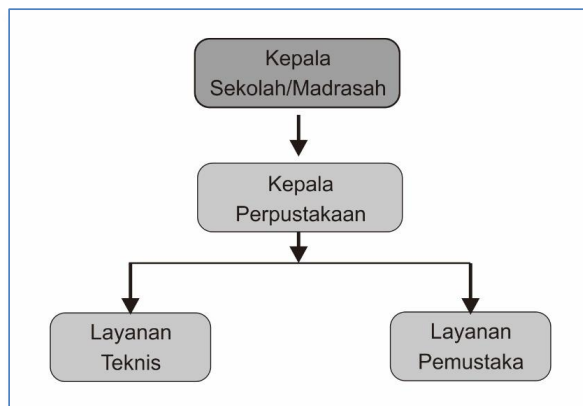 Kepala
Sekolah/Madrasah
Kepala
Perpustakaan
Layanan
Teknis
Layanan
Pemustaka